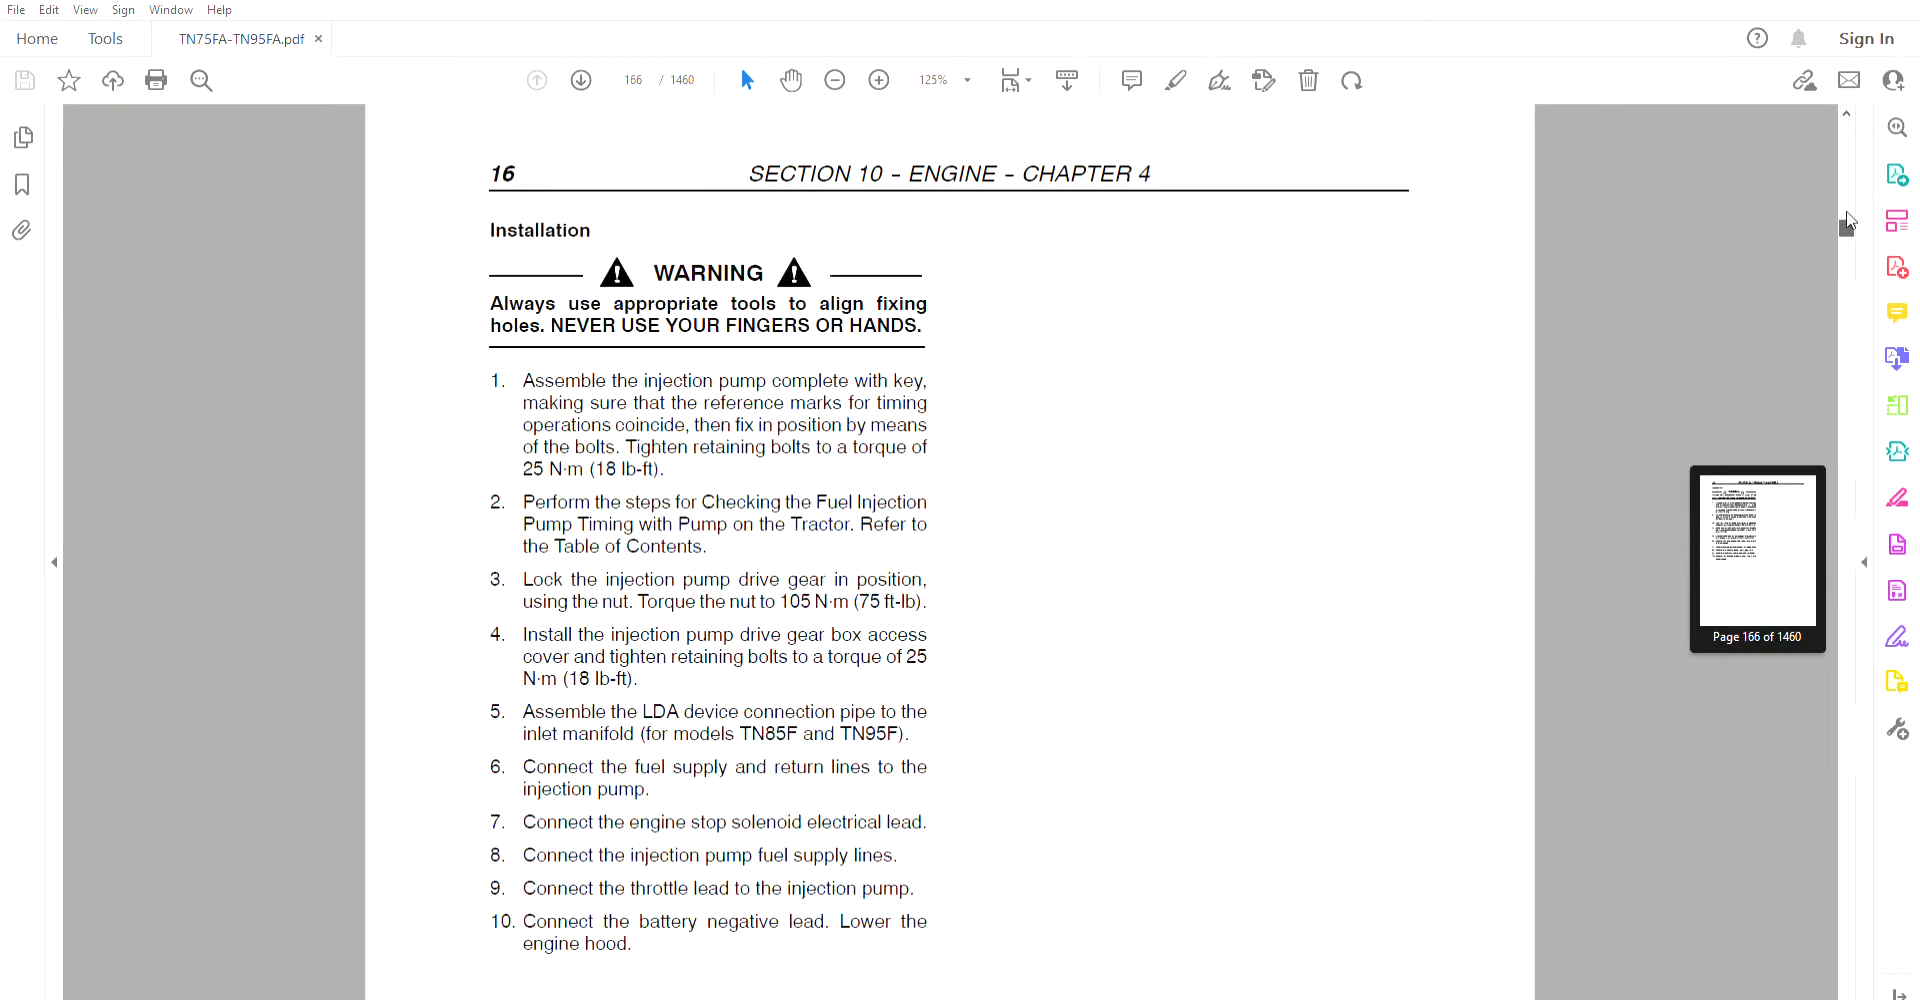 File Edit View Sign Window Help
Home Tools TN75FA-TN95FA.pdf × Sign In
166 / 1460 125%
16 SECTION 10 - ENGINE - CHAPTER 4
Installation
WARNING
Always use appropriate tools to align fixing
holes. NEVER USE YOUR FINGERS OR HANDS.
1. Assemble the injection pump complete with key,
making sure that the reference marks for timing
operations coincide, then fix in position by means
of the bolts. Tighten retaining bolts to a torque of
25 N·m (18 lb-ft).
2. Perform the steps for Checking the Fuel Injection
Pump Timing with Pump on the Tractor. Refer to
the Table of Contents.
3. Lock the injection pump drive gear in position,
using the nut. Torque the nut to 105 N·m (75 ft-lb).
4. Install the injection pump drive gear box access
cover and tighten retaining bolts to a torque of 25
N·m (18 lb-ft).
5. Assemble the LDA device connection pipe to the
inlet manifold (for models TN85F and TN95F).
6. Connect the fuel supply and return lines to the
injection pump.
7. Connect the engine stop solenoid electrical lead.
8. Connect the injection pump fuel supply lines.
9. Connect the throttle lead to the injection pump.
10. Connect the battery negative lead. Lower the
engine hood.
Page 166 of 1460